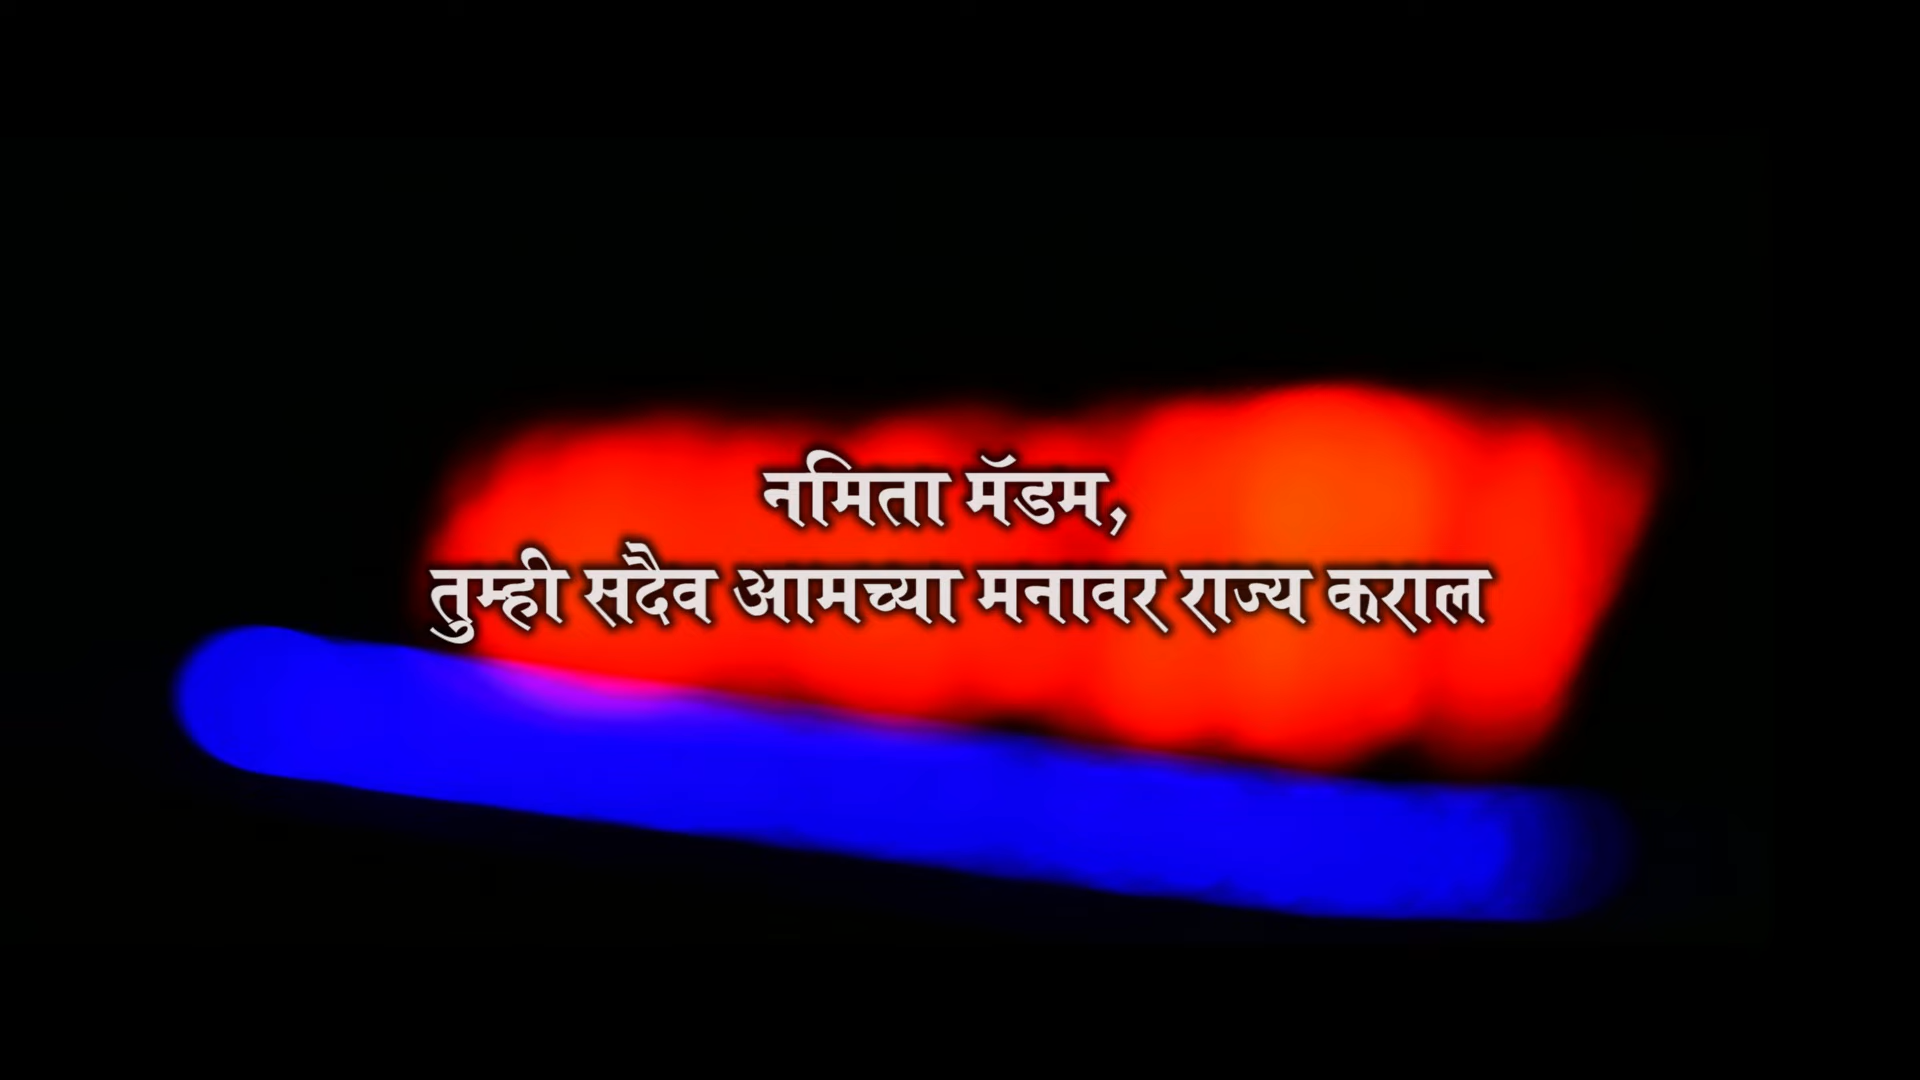 नमिता मॅडम,
तुम्ही सदैव आमच्या मनावर राज्य कराल